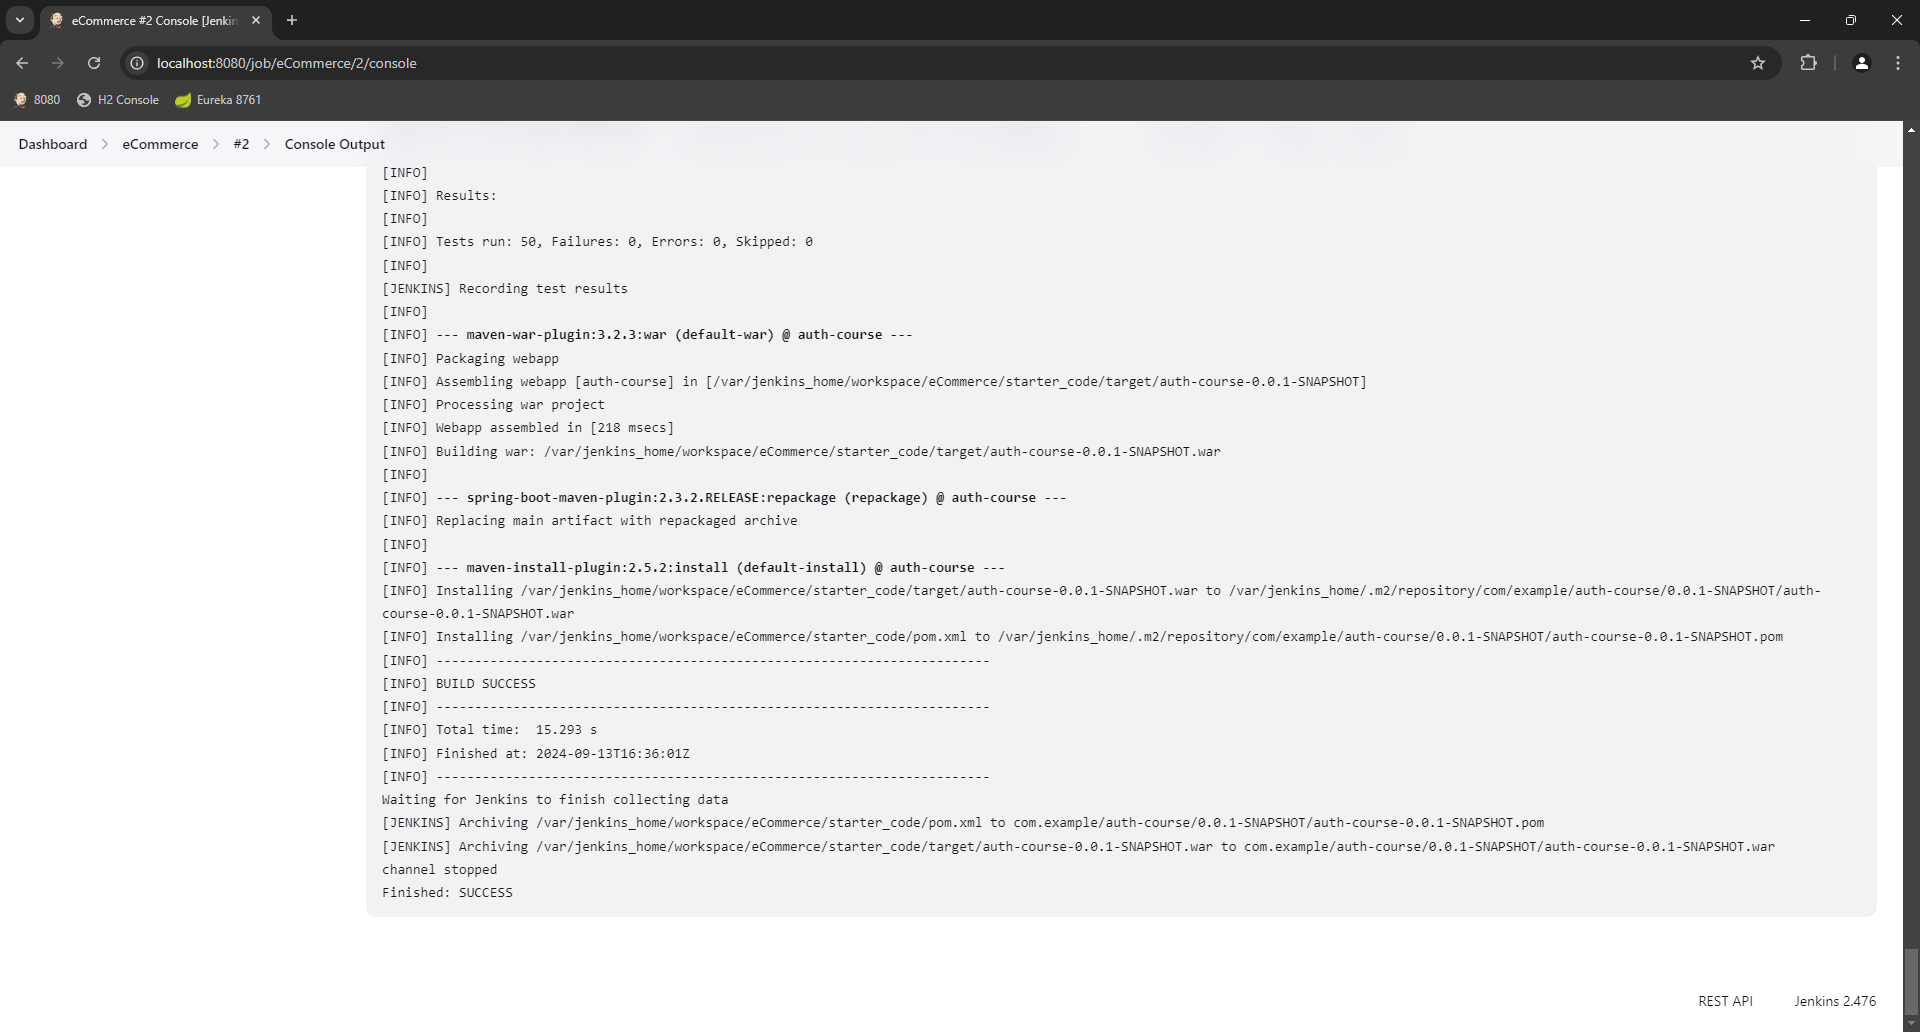 eCommerce #2 Console [Jenkin
localhost:8080/job/eCommerce/2/console
8080
H2 Console
Eureka 8761
Dashboard
eCommerce
#2
Console Output
[INFO]
[INFO] Results:
[INFO]
[INFO] Tests run: 50, Failures: 0, Errors: 0, Skipped: 0
[INFO]
[JENKINS] Recording test results
[INFO]
[INFO] --- maven-war-plugin:3.2.3:war (default-war) @ auth-course ---
[INFO] Packaging webapp
[INFO] Assembling webapp [auth-course] in [/var/jenkins_home/workspace/eCommerce/starter_code/target/auth-course-0.0.1-SNAPSHOT]
[INFO] Processing war project
[INFO] Webapp assembled in [218 msecs]
[INFO] Building war: /var/jenkins_home/workspace/eCommerce/starter_code/target/auth-course-0.0.1-SNAPSHOT.war
[INFO]
[INFO] --- spring-boot-maven-plugin:2.3.2.RELEASE:repackage (repackage) @ auth-course ---
[INFO] Replacing main artifact with repackaged archive
[INFO]
[INFO] --- maven-install-plugin:2.5.2:install (default-install) @ auth-course ---
[INFO] Installing /var/jenkins_home/workspace/eCommerce/starter_code/target/auth-course-0.0.1-SNAPSHOT.war to /var/jenkins_home/.m2/repository/com/example/auth-course/0.0.1-SNAPSHOT/auth-
course-0.0.1-SNAPSHOT.war
[INFO] Installing /var/jenkins_home/workspace/eCommerce/starter_code/pom.xml to /var/jenkins_home/.m2/repository/com/example/auth-course/0.0.1-SNAPSHOT/auth-course-0.0.1-SNAPSHOT.pom
[INFO] ------------------------------------------------------------------------
[INFO] BUILD SUCCESS
[INFO] ------------------------------------------------------------------------
[INFO] Total time:  15.293 s
[INFO] Finished at: 2024-09-13T16:36:01Z
[INFO] ------------------------------------------------------------------------
Waiting for Jenkins to finish collecting data
[JENKINS] Archiving /var/jenkins_home/workspace/eCommerce/starter_code/pom.xml to com.example/auth-course/0.0.1-SNAPSHOT/auth-course-0.0.1-SNAPSHOT.pom
[JENKINS] Archiving /var/jenkins_home/workspace/eCommerce/starter_code/target/auth-course-0.0.1-SNAPSHOT.war to com.example/auth-course/0.0.1-SNAPSHOT/auth-course-0.0.1-SNAPSHOT.war
channel stopped
Finished: SUCCESS
REST API
Jenkins 2.476